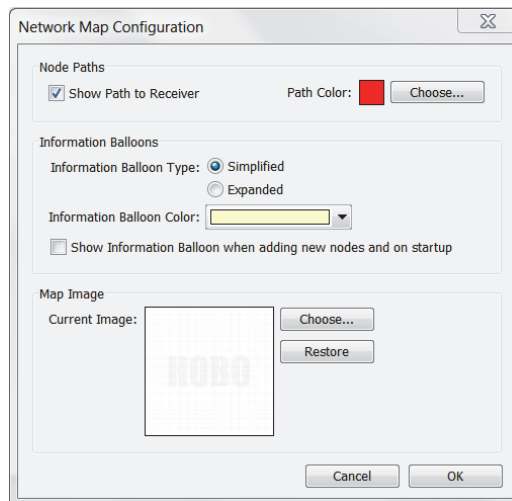 Network Map Configuration
Node Paths
Show Path to Receiver Path Color: Choose...
Information Balloons
Information Balloon Type: Simplified
Expanded
Information Balloon Color:
Show Information Balloon when adding new nodes and on startup
Map Image
Current Image: Choose...
Restore
HOBO
Cancel OK